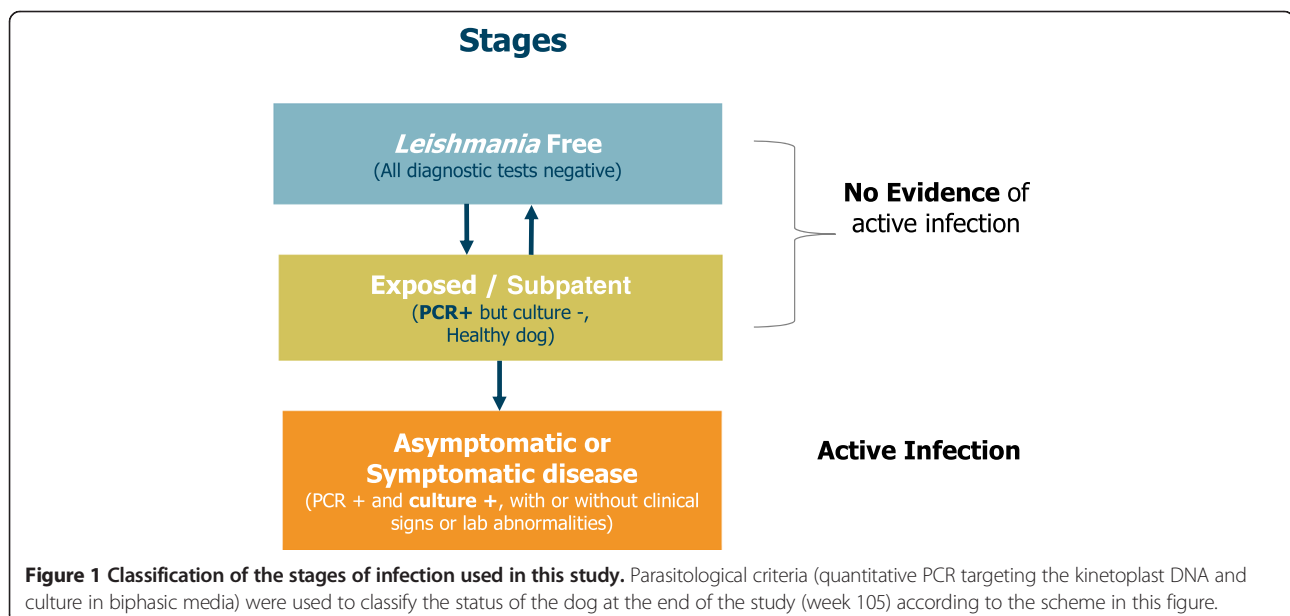 Stages
Leishmania Free
(All diagnostic tests negative)
No Evidence of
active infection
Exposed / Subpatent
(PCR+ but culture -,
Healthy dog)
Asymptomatic or
Symptomatic disease
(PCR + and culture +, with or without clinical
signs or lab abnormalities)
Active Infection
Figure 1 Classification of the stages of infection used in this study. Parasitological criteria (quantitative PCR targeting the kinetoplast DNA and
culture in biphasic media) were used to classify the status of the dog at the end of the study (week 105) according to the scheme in this figure.